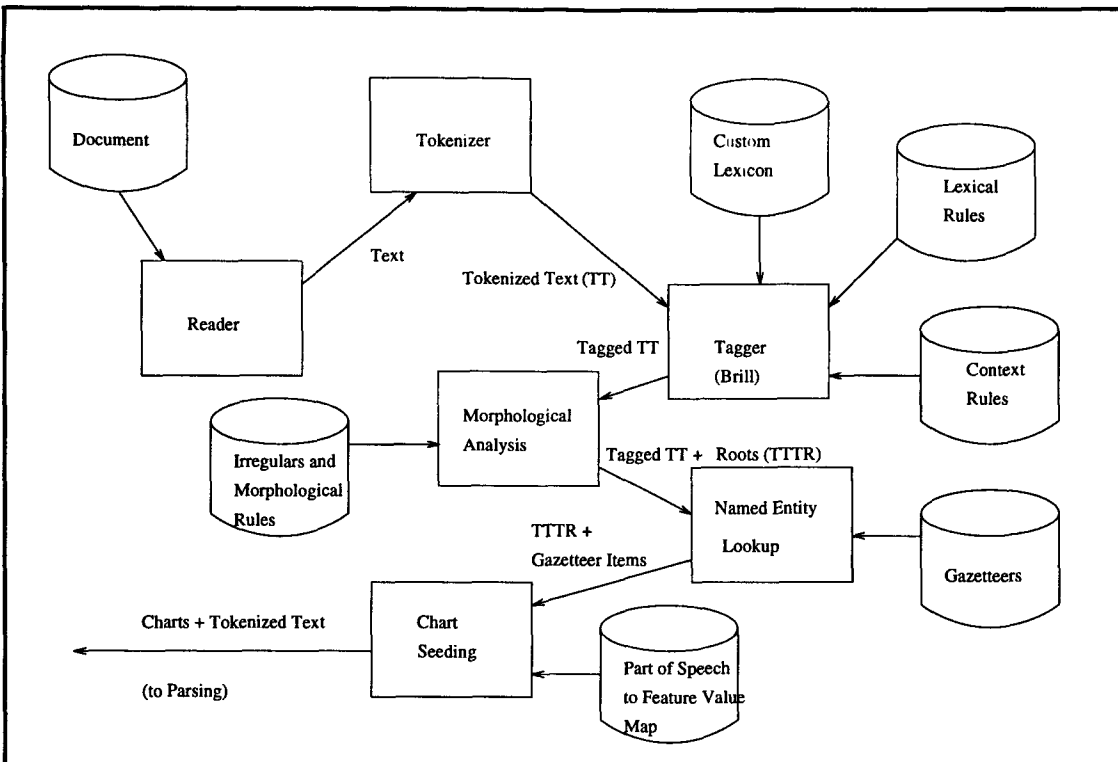 Document
Tokenizer
Custom
Lexicon
Lexical
Rules
Text
Tokenized Text (TT)
Reader
Tagged TT
Tagger
(Brill)
Context
Rules
Morphological
Analysis
Irregulars and
Morphological
Rules
Tagged TT + Roots (TTTR)
Named Entity
Lookup
TTTR +
Gazetteer Items
Gazetteers
Charts + Tokenized Text
(to Parsing)
Chart
Seeding
Part of Speech
to Feature Value
Map